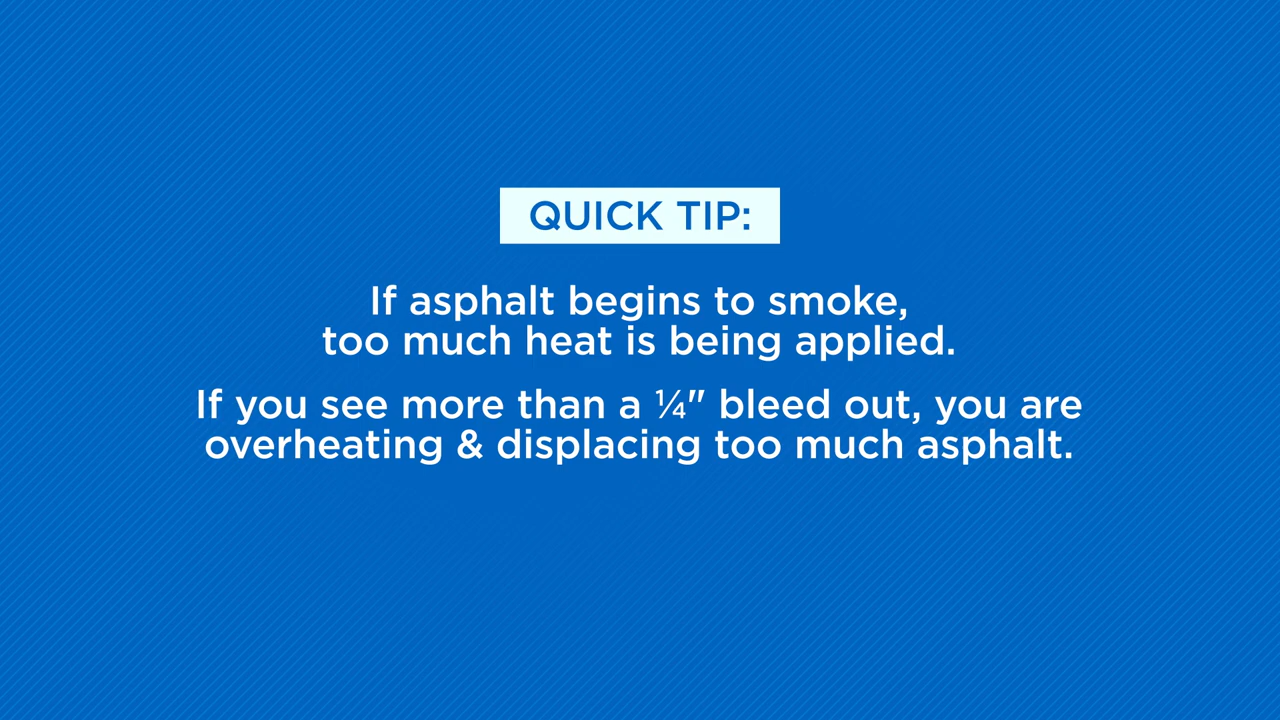 QUICK TIP:
If asphalt begins to smoke,
too much heat is being applied.
If you see more than a ¼" bleed out, you are
overheating & displacing too much asphalt.